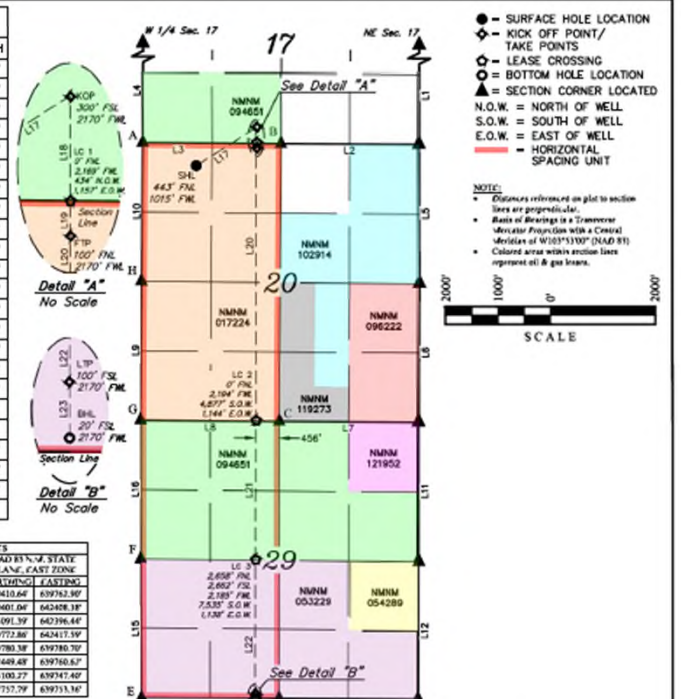 W 1/4 Sec. 17
17
NE Sec. 17
See Detail "A"
NMNM
094651
A
B
L3
L2
L1
L17
SHL
443' FNL
1015' FWL
L10
L20
NMNM
102914
L5
H
20
NMNM
017224
NMNM
096222
L9
L6
LC 2
0' FNL
2,194' FWL
4,877' S.O.W.
1,144' E.O.W.
NMNM
119273
G
C
L8
L7
456'
NMNM
094651
NMNM
121952
L16
L21
L11
F
29
LC 3
2,658' FNL
2,662' FSL
2,185' FWL
7,535' S.O.W.
1,138' E.O.W.
NMNM
053229
NMNM
054289
L15
L22
L12
See Detail "B"
E
KOP
300' FSL
2170' FWL
L17
L18
LC 1
0' FSL
2,169' FWL
434' N.O.W.
1,157' E.O.W.
Section
Line
L19
FTP
100' FNL
2170' FWL
L20
Detail "A"
No Scale
L22
LTP
100' FSL
2170' FWL
L23
BHL
20' FSL
2170' FWL
Section Line
Detail "B"
No Scale
= SURFACE HOLE LOCATION
= KICK OFF POINT/
TAKE POINTS
= LEASE CROSSING
= BOTTOM HOLE LOCATION
= SECTION CORNER LOCATED
N.O.W. = NORTH OF WELL
S.O.W. = SOUTH OF WELL
E.O.W. = EAST OF WELL
= HORIZONTAL
SPACING UNIT
NOTE:
• Distances referenced on plat to section
lines are perpendicular.
• Basis of Bearings is a Transverse
Mercator Projection with a Central
Meridian of W103°53'00" (NAD 83)
• Colored areas within section lines
represent oil & gas leases.
2000' 1000' 0' 2000'
SCALE
EASTING
639762.90'
642408.38'
642396.44'
642417.59'
639780.70'
639760.62'
639747.40'
639753.36'